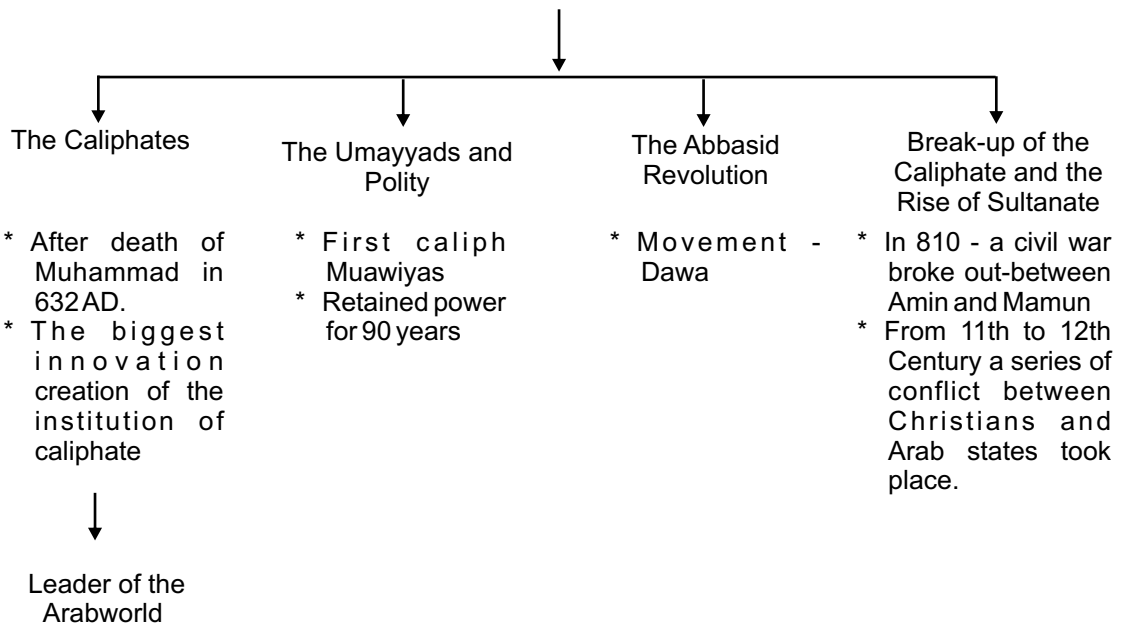 The Caliphates
* After death of
Muhammad in
632 AD.
* The biggest
innovation
creation of the
institution of
caliphate
Leader of the
Arabworld
The Umayyads and
Polity
* First caliph
Muawiyas
* Retained power
for 90 years
The Abbasid
Revolution
* Movement -
Dawa
Break-up of the
Caliphate and the
Rise of Sultanate
* In 810 - a civil war
broke out-between
Amin and Mamun
* From 11th to 12th
Century a series of
conflict between
Christians and
Arab states took
place.